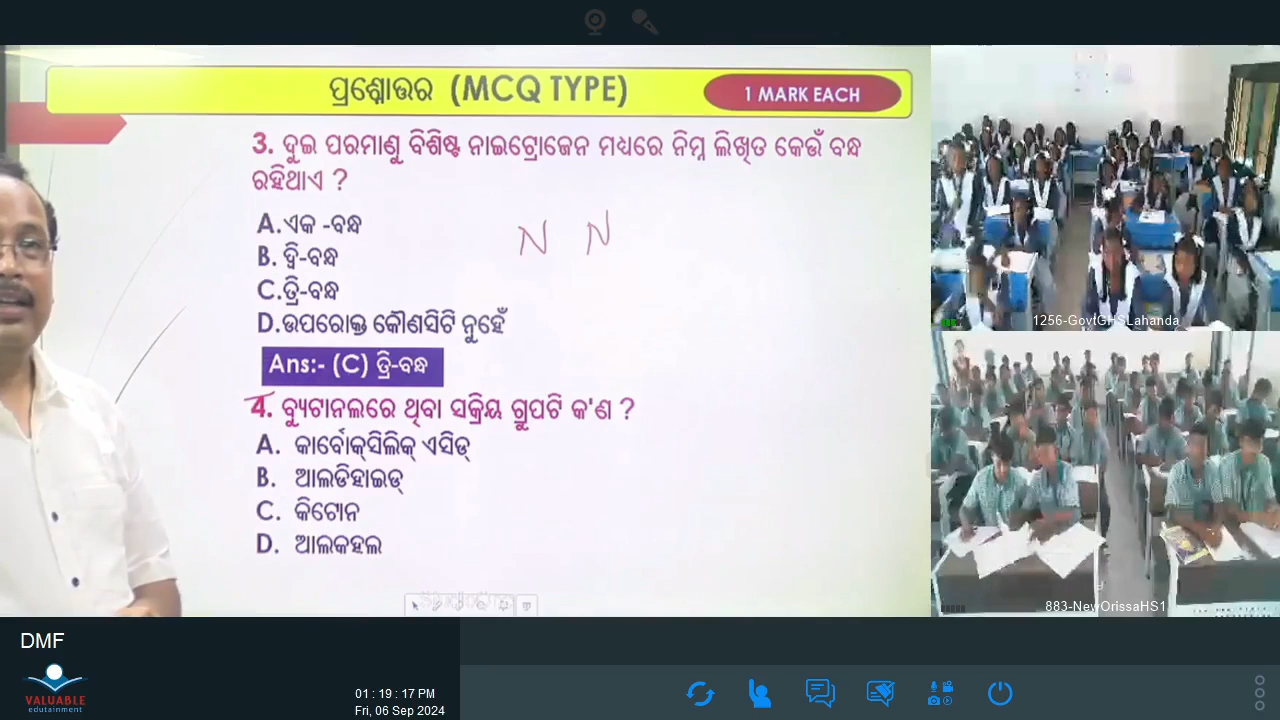 ପ୍ରଶ୍ନୋତ୍ତର (MCQ TYPE)
1 MARK EACH
3. ଦୁଇ ପରମାଣୁ ବିଶିଷ୍ଟ ନାଇଟ୍ରୋଜେନ ମଧ୍ୟରେ ନିମ୍ନ ଲିଖିତ କେଉଁ ବନ୍ଧ
ରହିଥାଏ ?
A.ଏକ -ବନ୍ଧ
B. ଦ୍ୱି-ବନ୍ଧ
C.ତ୍ରି-ବନ୍ଧ
D.ଉପରୋକ୍ତ କୌଣସିଟି ନୁହେଁ
N N
Ans:- (C) ତ୍ରି-ବନ୍ଧ
4. ବ୍ୟୁଟାନଲରେ ଥିବା ସକ୍ରିୟ ଗ୍ରୁପଟି କ'ଣ ?
A. କାର୍ବୋକ୍‌ସିଲିକ୍ ଏସିଡ୍
B. ଆଲଡିହାଇଡ୍
C. କିଟୋନ
D. ଆଲକହଲ
1256-GovtGHSLahanda
883-NewOrissaHS1
DMF
VALUABLE
edutainment
01 : 19 : 17 PM
Fri, 06 Sep 2024